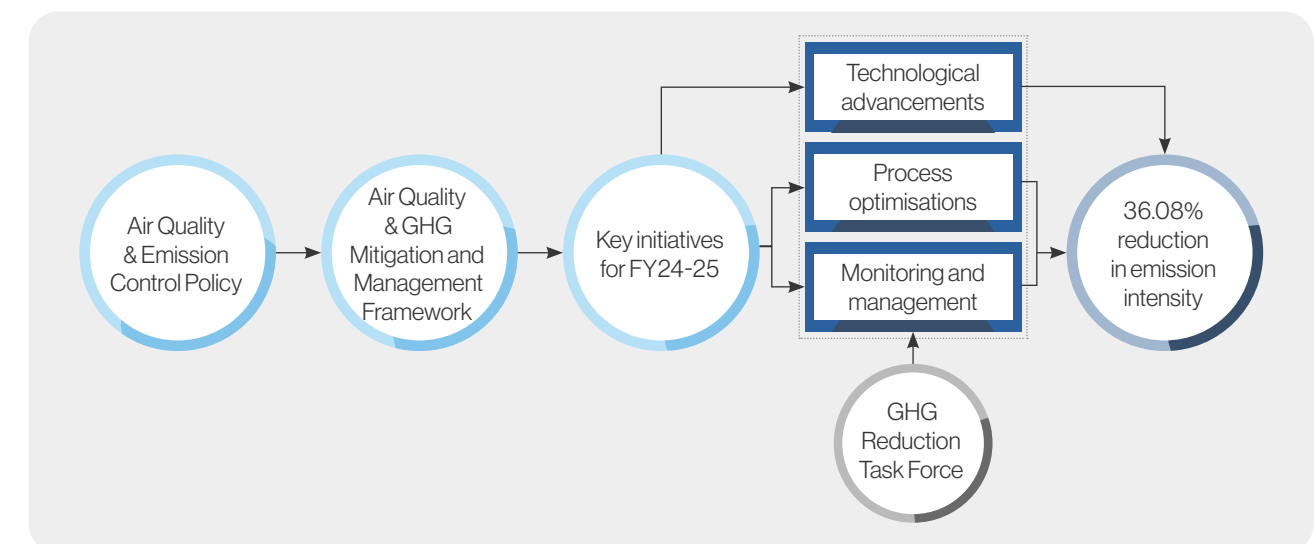 Air Quality
& Emission
Control Policy
Air Quality
& GHG
Mitigation and
Management
Framework
Key initiatives
for FY24-25
Technological
advancements
Process
optimisations
Monitoring and
management
GHG
Reduction
Task Force
36.08%
reduction
in emission
intensity